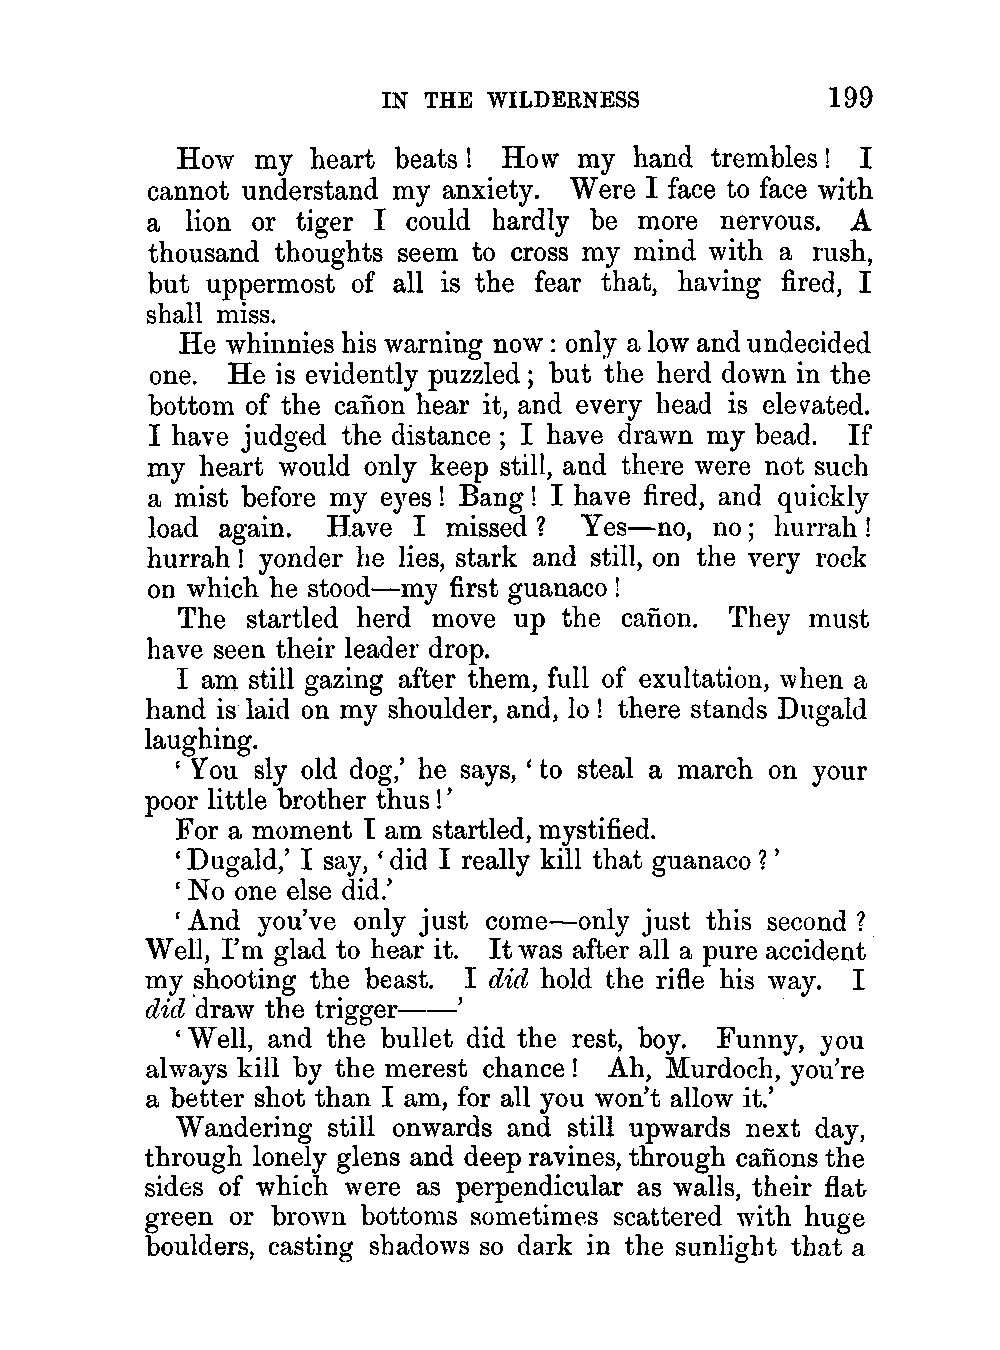 IN THE WILDERNESS 199
How my heart beats! How my hand trembles! I
cannot understand my anxiety. Were I face to face with
a lion or tiger I could hardly be more nervous. A
thousand thoughts seem to cross my mind with a rush,
but uppermost of all is the fear that, having fired, I
shall miss.
He whinnies his warning now: only a low and undecided
one. He is evidently puzzled; but the herd down in the
bottom of the cañon hear it, and every head is elevated.
I have judged the distance; I have drawn my bead. If
my heart would only keep still, and there were not such
a mist before my eyes! Bang! I have fired, and quickly
load again. Have I missed? Yes—no, no; hurrah!
hurrah! yonder he lies, stark and still, on the very rock
on which he stood—my first guanaco!
The startled herd move up the cañon. They must
have seen their leader drop.
I am still gazing after them, full of exultation, when a
hand is laid on my shoulder, and, lo! there stands Dugald
laughing.
‘You sly old dog,’ he says, ‘to steal a march on your
poor little brother thus!’
For a moment I am startled, mystified.
‘Dugald,’ I say, ‘did I really kill that guanaco?’
‘No one else did.’
‘And you’ve only just come—only just this second?
Well, I’m glad to hear it. It was after all a pure accident
my shooting the beast. I did hold the rifle his way. I
did draw the trigger——’
‘Well, and the bullet did the rest, boy. Funny, you
always kill by the merest chance! Ah, Murdoch, you’re
a better shot than I am, for all you won’t allow it.’
Wandering still onwards and still upwards next day,
through lonely glens and deep ravines, through cañons the
sides of which were as perpendicular as walls, their flat
green or brown bottoms sometimes scattered with huge
boulders, casting shadows so dark in the sunlight that a